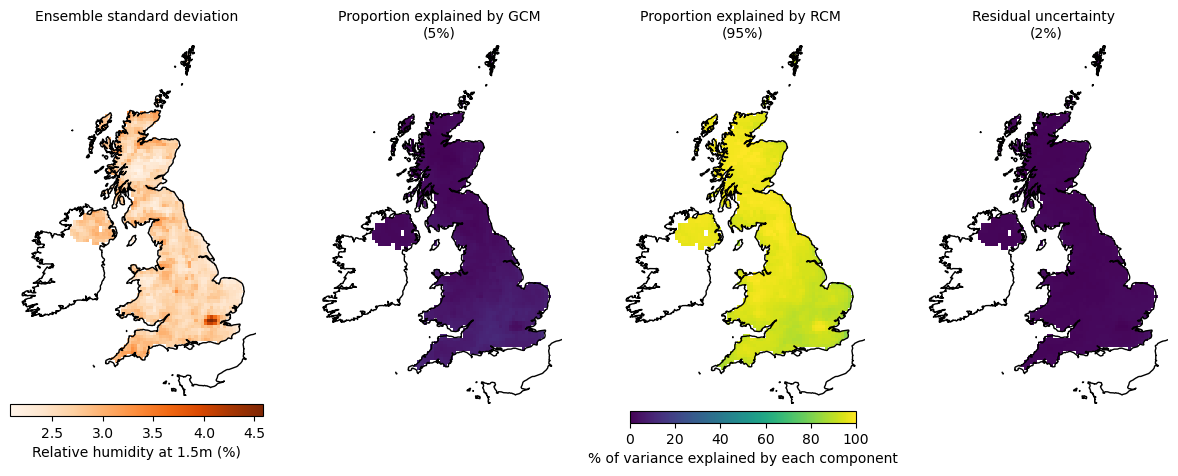 Ensemble standard deviation
Proportion explained by GCM
(5%)
Proportion explained by RCM
(95%)
Residual uncertainty
(2%)
2.5 3.0 3.5 4.0 4.5
Relative humidity at 1.5m (%)
0 20 40 60 80 100
% of variance explained by each component